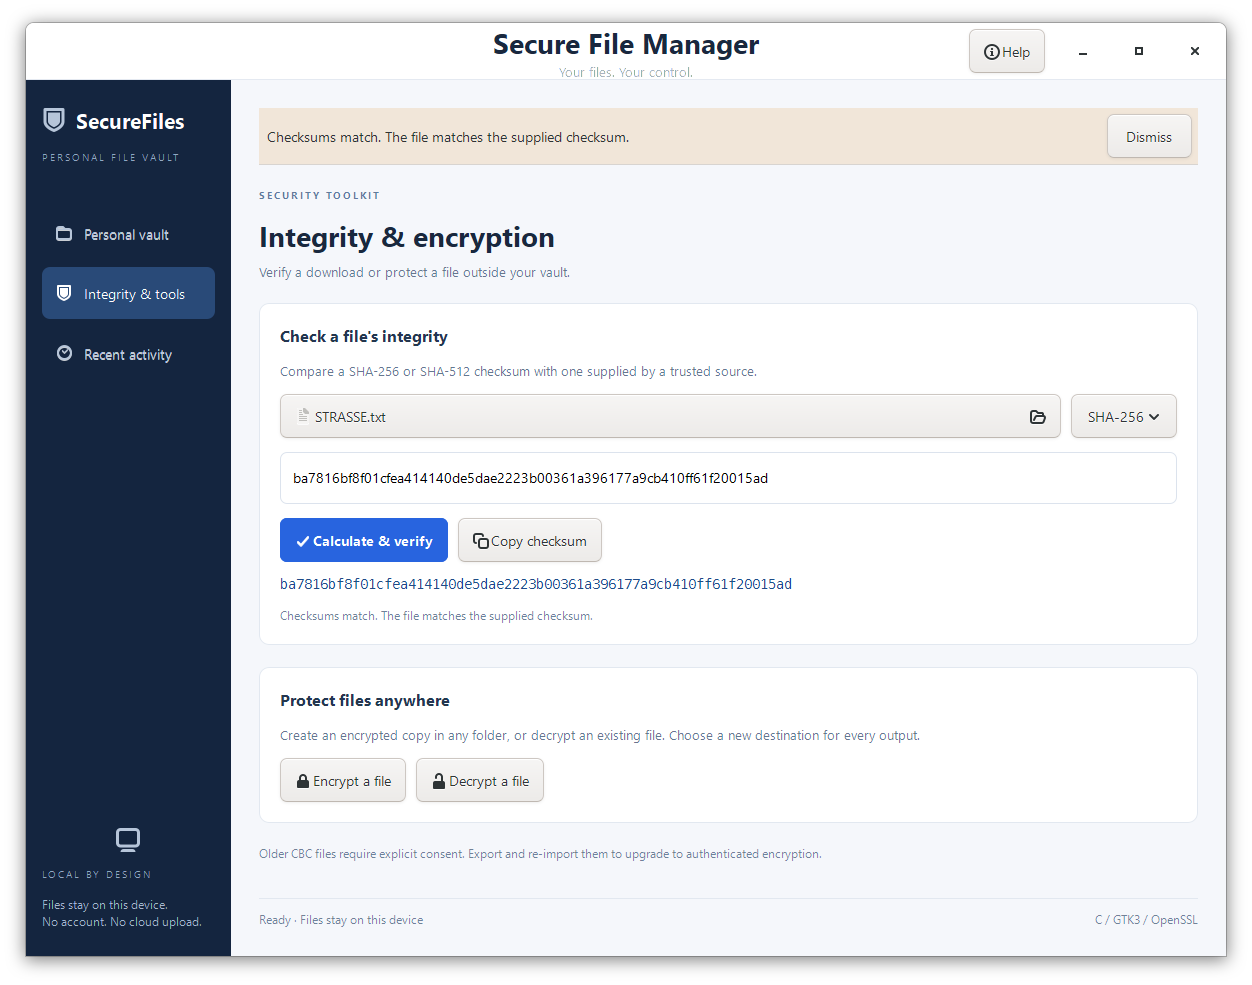 Secure File Manager
Your files. Your control.
Help
SecureFiles
PERSONAL FILE VAULT
Personal vault
Integrity & tools
Recent activity
LOCAL BY DESIGN
Files stay on this device.
No account. No cloud upload.
Checksums match. The file matches the supplied checksum.
Dismiss
SECURITY TOOLKIT
Integrity & encryption
Verify a download or protect a file outside your vault.
Check a file's integrity
Compare a SHA-256 or SHA-512 checksum with one supplied by a trusted source.
STRASSE.txt
SHA-256
ba7816bf8f01cfea414140de5dae2223b00361a396177a9cb410ff61f20015ad
Calculate & verify
Copy checksum
ba7816bf8f01cfea414140de5dae2223b00361a396177a9cb410ff61f20015ad
Checksums match. The file matches the supplied checksum.
Protect files anywhere
Create an encrypted copy in any folder, or decrypt an existing file. Choose a new destination for every output.
Encrypt a file
Decrypt a file
Older CBC files require explicit consent. Export and re-import them to upgrade to authenticated encryption.
Ready · Files stay on this device
C / GTK3 / OpenSSL